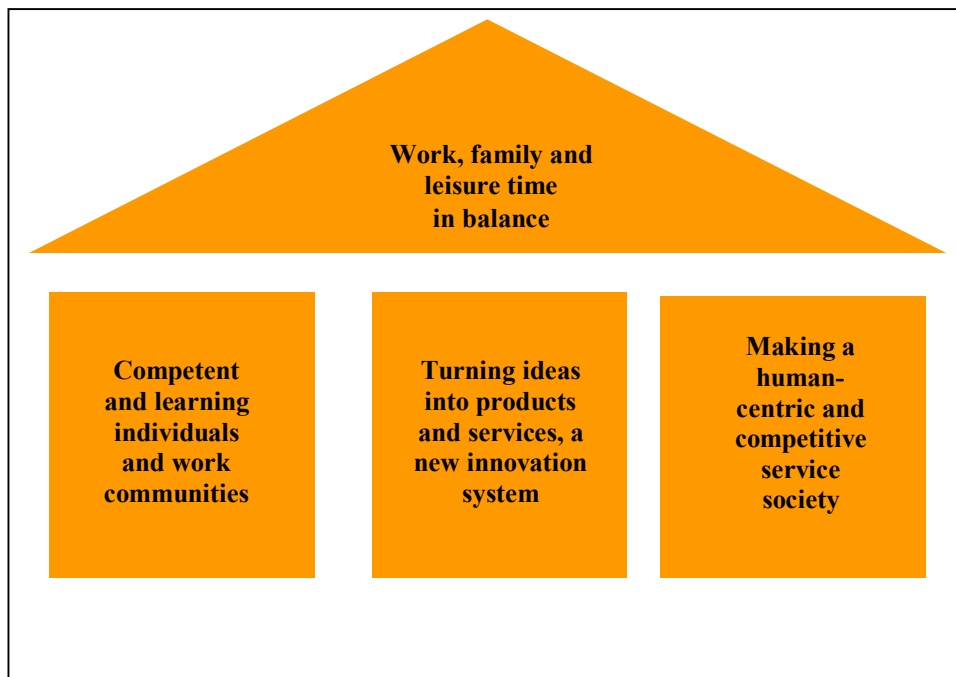 Work, family and
leisure time
in balance
Competent
and learning
individuals
and work
communities
Turning ideas
into products
and services, a
new innovation
system
Making a
human-
centric and
competitive
service
society